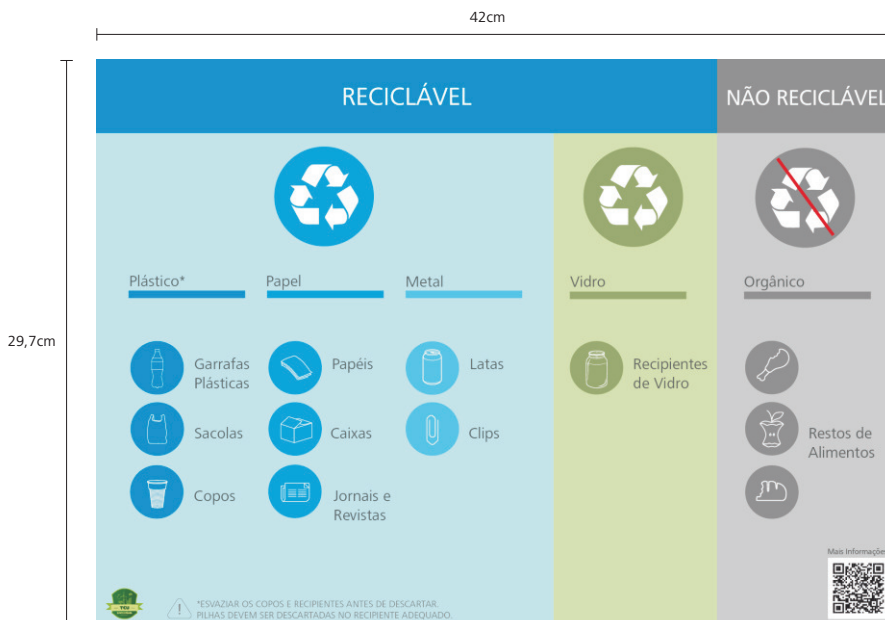 42cm
29,7cm
RECICLÁVEL
NÃO RECICLÁVEL
Plástico*
Papel
Metal
Vidro
Orgânico
Garrafas
Plásticas
Papéis
Latas
Recipientes
de Vidro
Sacolas
Caixas
Clips
Restos de
Alimentos
Copos
Jornais e
Revistas
Mais Informaçõe
TCU
*ESVAZIAR OS COPOS E RECIPIENTES ANTES DE DESCARTAR.
PILHAS DEVEM SER DESCARTADAS NO RECIPIENTE ADEQUADO.